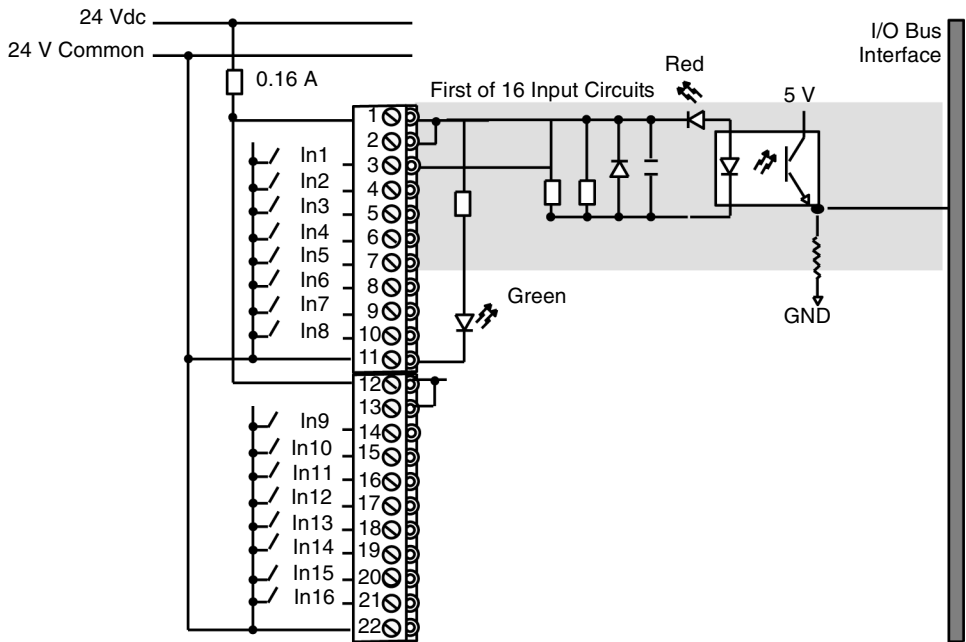 24 Vdc
24 V Common
I/O Bus
Interface
0.16 A
First of 16 Input Circuits
Red
5 V
1
2
In1
3
In2
4
In3
5
In4
6
In5
7
In6
8
In7
9
In8
10
11
Green
GND
12
13
In9
14
In10
15
In11
16
In12
17
In13
18
In14
19
In15
20
In16
21
22